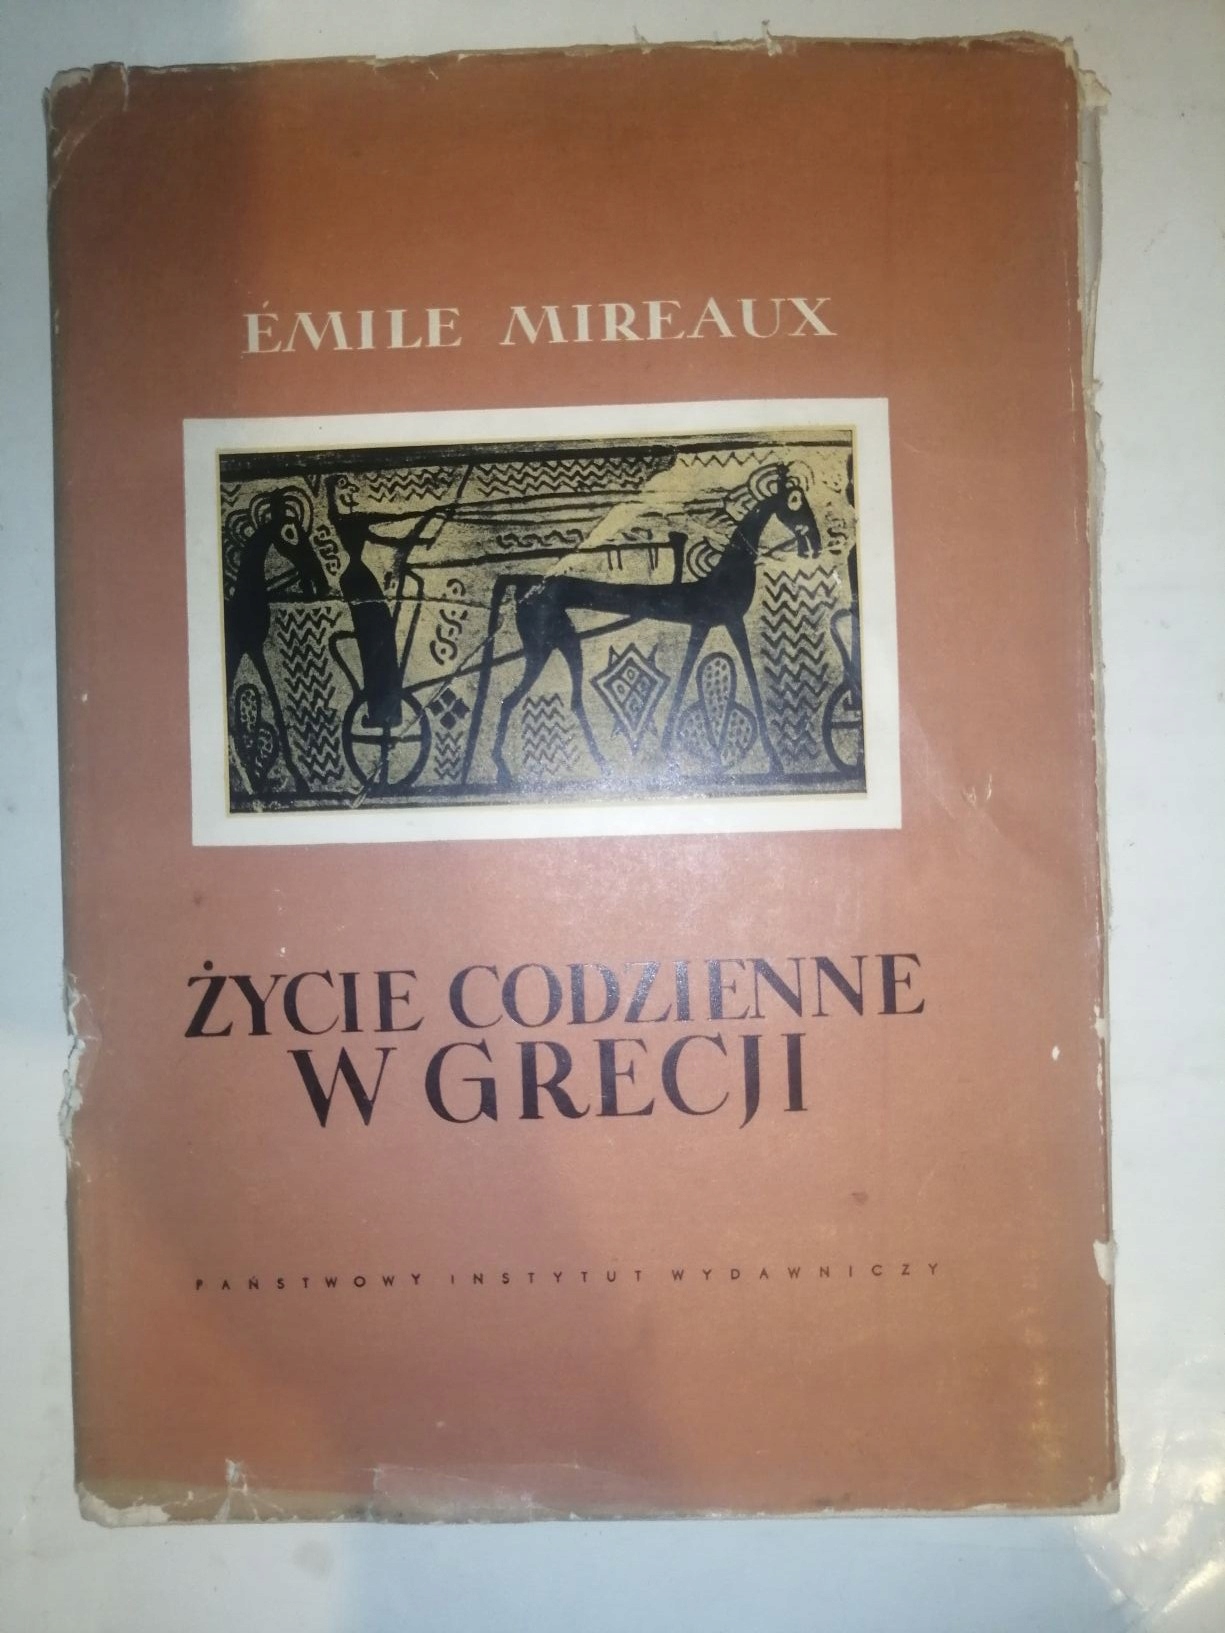 ÉMILE MIREAUX
ŻYCIE CODZIENNE
W GRECJI
PAŃSTWOWY INSTYTUT WYDAWNICZY